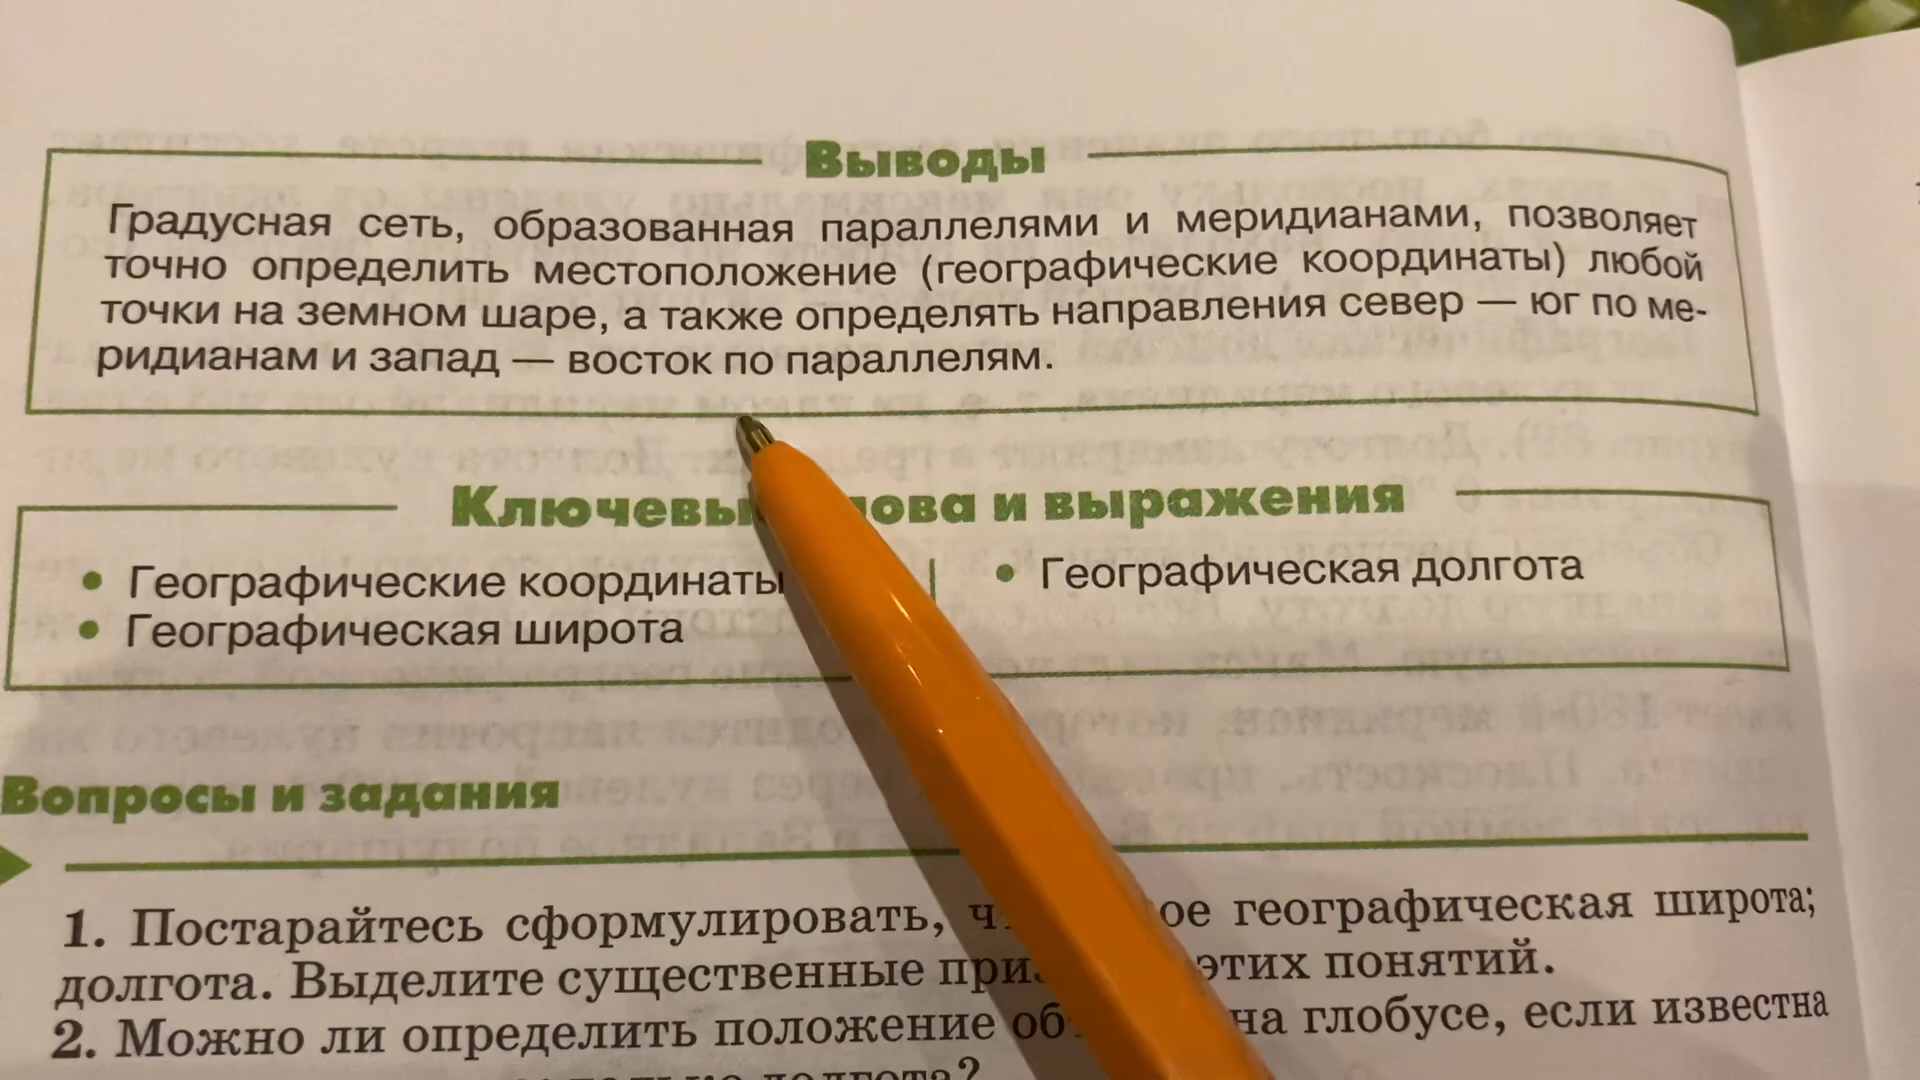 Выводы
Градусная сеть, образованная параллелями и меридианами, позволяет
точно определить местоположение (географические координаты) любой
точки на земном шаре, а также определять направления север — юг по ме-
ридианам и запад — восток по параллелям.
Ключевы ова и выражения
• Географические координаты
• Географическая широта
• Географическая долгота
Вопросы и задания
1. Постарайтесь сформулировать, ое географическая широта;
долгота. Выделите существенные приз этих понятий.
2. Можно ли определить положение об на глобусе, если известна
долгота?